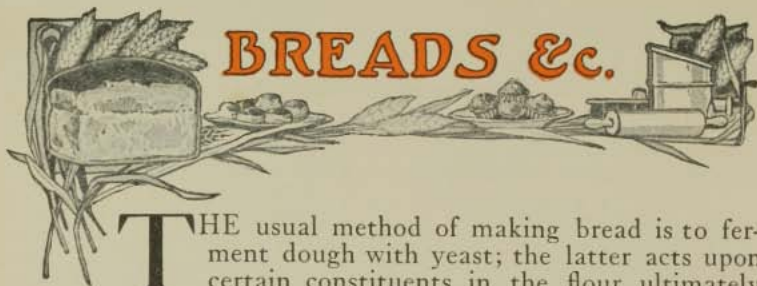 BREADS &c.
THE usual method of making bread is to fer-
ment dough with yeast; the latter acts upon
certain constituents in the flour ultimately